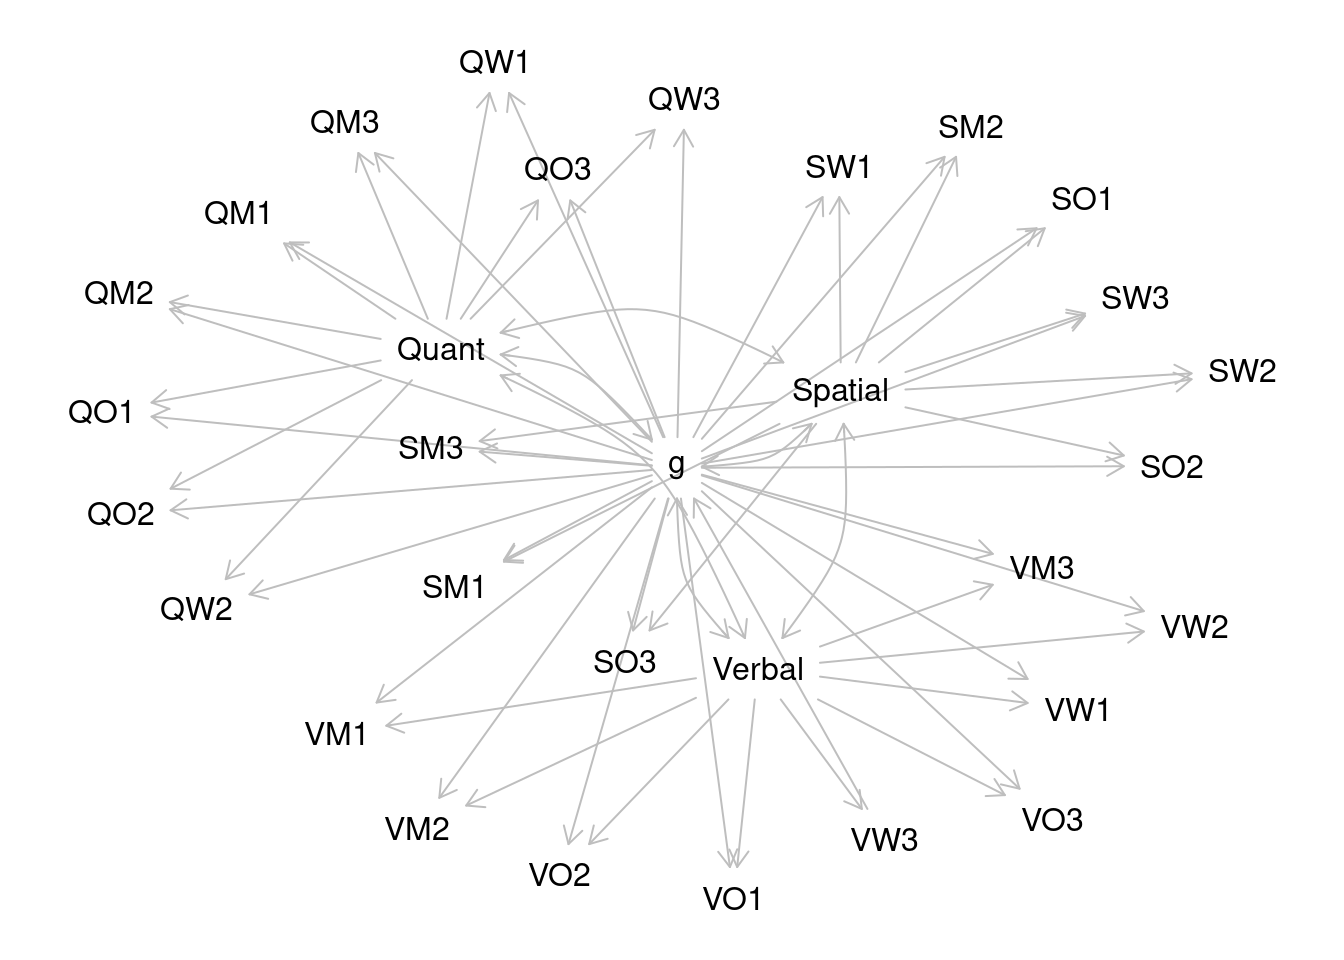 QW1
QW3
QM3
SM2
QO3
SW1
SO1
QM1
QM2
SW3
Quant
SW2
Spatial
QO1
SM3
g
SO2
QO2
VM3
SM1
QW2
VW2
SO3
Verbal
VW1
VM1
VO3
VM2
VW3
VO2
VO1